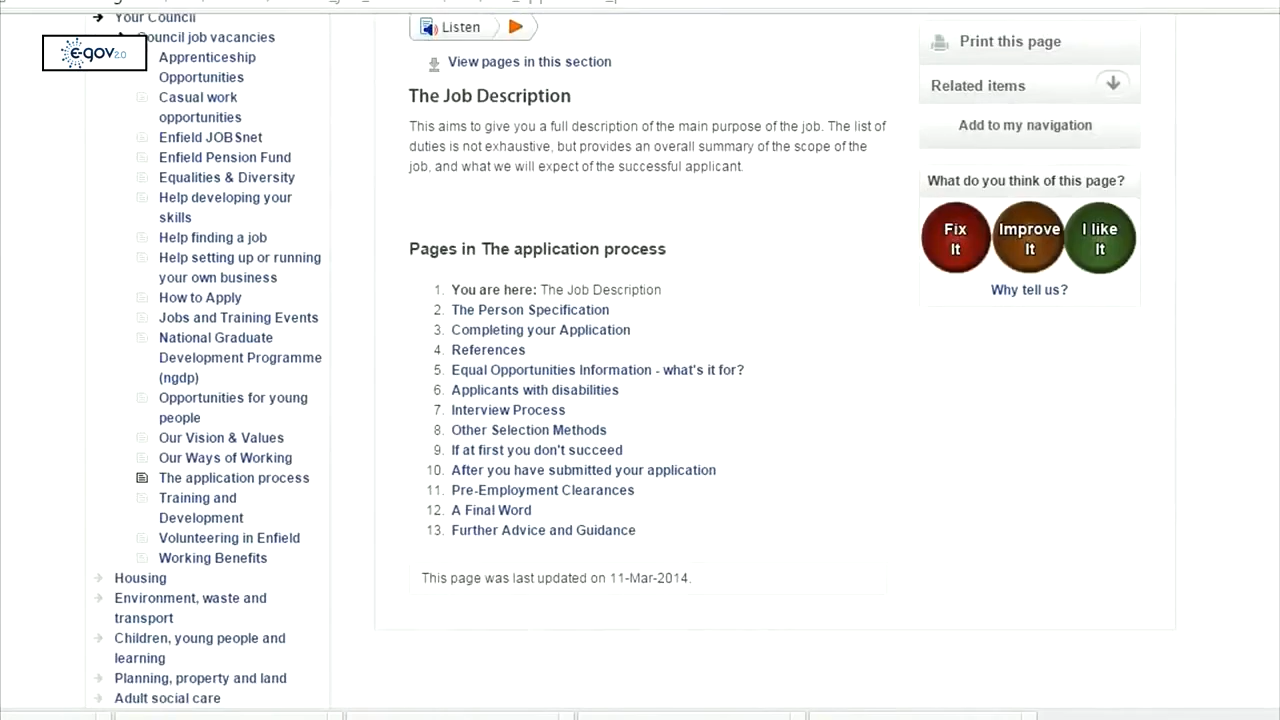 Your Council
Council job vacancies
e-gov 2.0
Apprenticeship
Opportunities
Casual work
opportunities
Enfield JOBSnet
Enfield Pension Fund
Equalities & Diversity
Help developing your
skills
Help finding a job
Help setting up or running
your own business
How to Apply
Jobs and Training Events
National Graduate
Development Programme
(ngdp)
Opportunities for young
people
Our Vision & Values
Our Ways of Working
The application process
Training and
Development
Volunteering in Enfield
Working Benefits
Housing
Environment, waste and
transport
Children, young people and
learning
Planning, property and land
Adult social care
Listen
View pages in this section
The Job Description
This aims to give you a full description of the main purpose of the job. The list of
duties is not exhaustive, but provides an overall summary of the scope of the
job, and what we will expect of the successful applicant.
Pages in The application process
1. You are here: The Job Description
2. The Person Specification
3. Completing your Application
4. References
5. Equal Opportunities Information - what's it for?
6. Applicants with disabilities
7. Interview Process
8. Other Selection Methods
9. If at first you don't succeed
10. After you have submitted your application
11. Pre-Employment Clearances
12. A Final Word
13. Further Advice and Guidance
This page was last updated on 11-Mar-2014.
Print this page
Related items
Add to my navigation
What do you think of this page?
Fix It
Improve It
I like It
Why tell us?